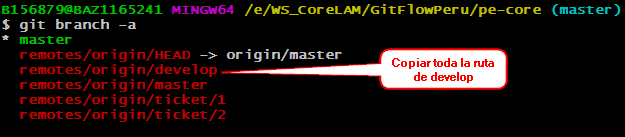 B156879@BAZ1165241 MINGW64 /e/WS_CoreLAM/GitFlowPeru/pe-core (master)
$ git branch -a
* master
remotes/origin/HEAD -> origin/master
remotes/origin/develop
remotes/origin/master
remotes/origin/ticket/1
remotes/origin/ticket/2
Copiar toda la ruta
de develop